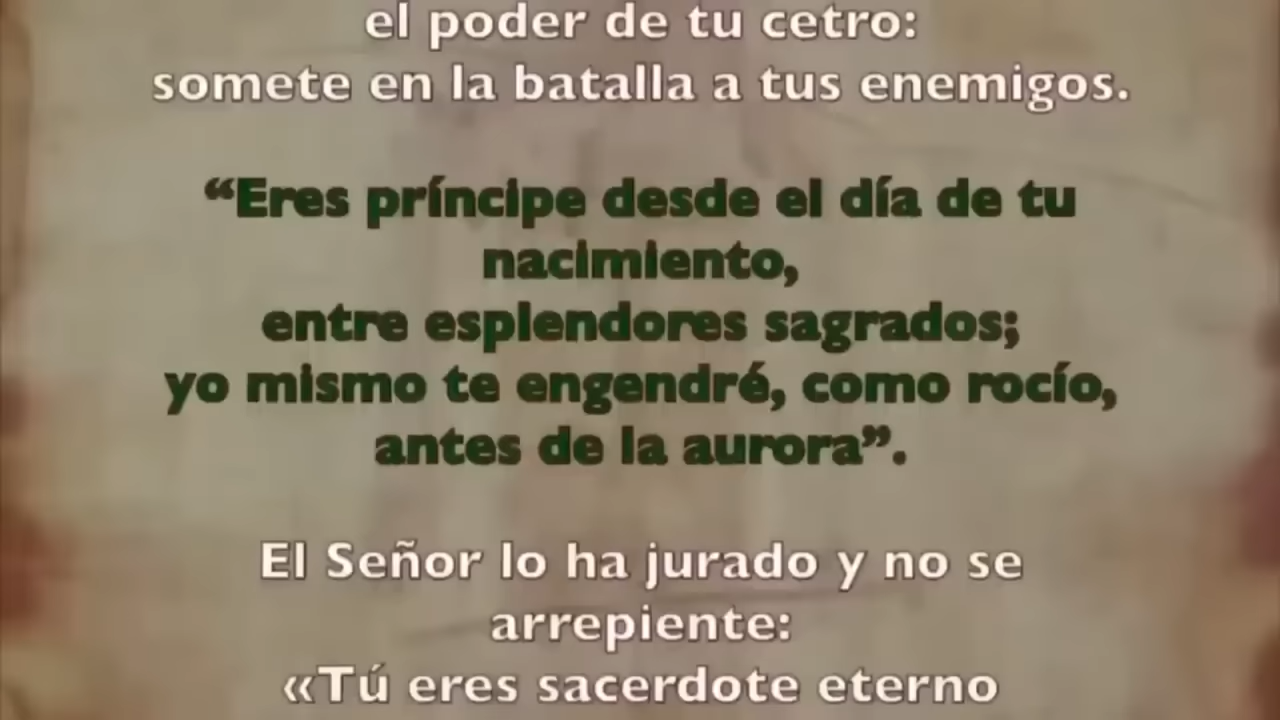 el poder de tu cetro:
somete en la batalla a tus enemigos.
“Eres príncipe desde el día de tu
nacimiento,
entre esplendores sagrados;
yo mismo te engendré, como rocío,
antes de la aurora”.
El Señor lo ha jurado y no se
arrepiente:
«Tú eres sacerdote eterno